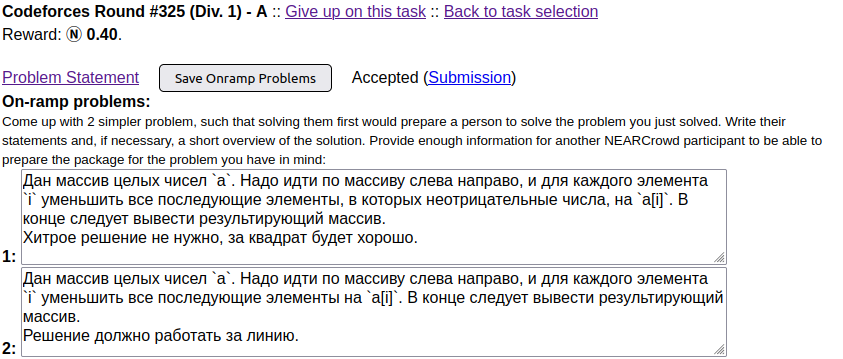 Codeforces Round #325 (Div. 1) - A :: Give up on this task :: Back to task selection
Reward: Ⓝ 0.40.
Problem Statement Save Onramp Problems Accepted (Submission)
On-ramp problems:
Come up with 2 simpler problem, such that solving them first would prepare a person to solve the problem you just solved. Write their
statements and, if necessary, a short overview of the solution. Provide enough information for another NEARCrowd participant to be able to
prepare the package for the problem you have in mind:
Дан массив целых чисел `a`. Надо идти по массиву слева направо, и для каждого элемента
`i` уменьшить все последующие элементы, в которых неотрицательные числа, на `a[i]`. В
конце следует вывести результирующий массив.
Хитрое решение не нужно, за квадрат будет хорошо.
1:
Дан массив целых чисел `a`. Надо идти по массиву слева направо, и для каждого элемента
`i` уменьшить все последующие элементы на `a[i]`. В конце следует вывести результирующий
массив.
Решение должно работать за линию.
2: